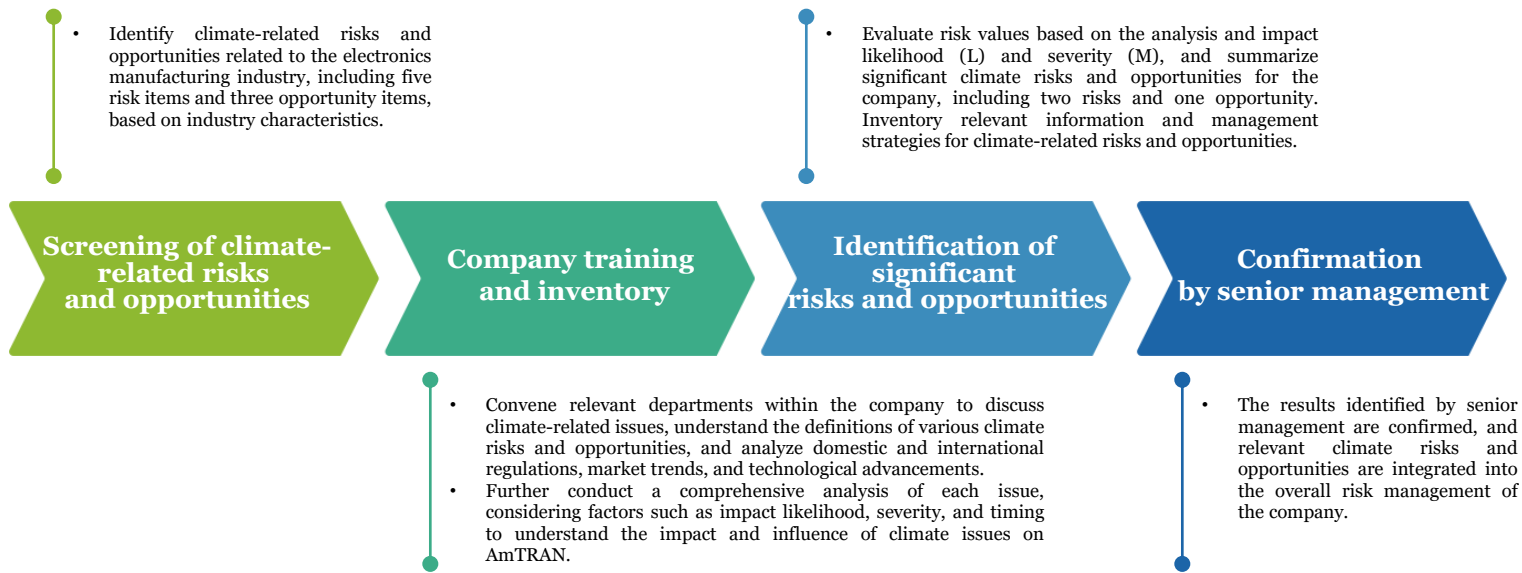 • Identify climate-related risks and
opportunities related to the electronics
manufacturing industry, including five
risk items and three opportunity items,
based on industry characteristics.
• Evaluate risk values based on the analysis and impact
likelihood (L) and severity (M), and summarize
significant climate risks and opportunities for the
company, including two risks and one opportunity.
Inventory relevant information and management
strategies for climate-related risks and opportunities.
Screening of climate-
related risks
and opportunities
Company training
and inventory
Identification of
significant
risks and opportunities
Confirmation
by senior management
• Convene relevant departments within the company to discuss
climate-related issues, understand the definitions of various climate
risks and opportunities, and analyze domestic and international
regulations, market trends, and technological advancements.
• Further conduct a comprehensive analysis of each issue,
considering factors such as impact likelihood, severity, and timing
to understand the impact and influence of climate issues on
AmTRAN.
• The results identified by senior
management are confirmed, and
relevant climate risks and
opportunities are integrated into
the overall risk management of
the company.